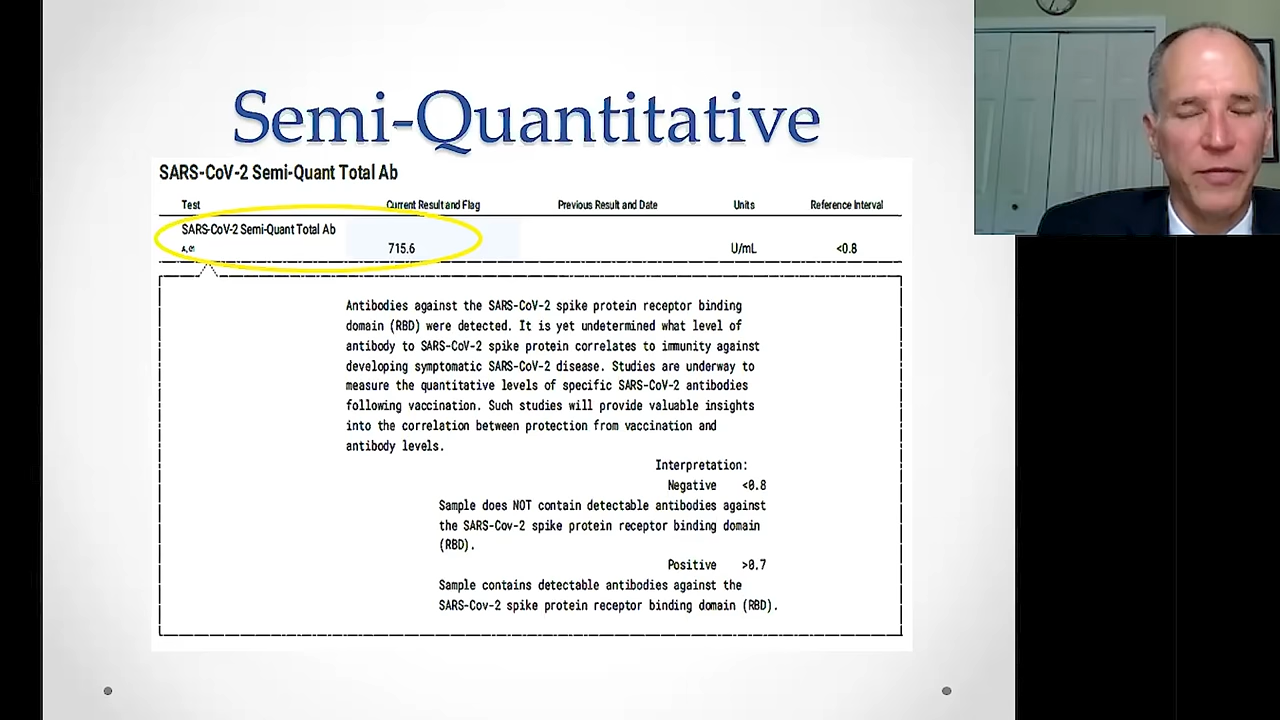 Semi-Quantitative
SARS-CoV-2 Semi-Quant Total Ab
Test Current Result and Flag Previous Result and Date Units Reference Interval
SARS-CoV-2 Semi-Quant Total Ab
715.6 U/mL <0.8
Antibodies against the SARS-CoV-2 spike protein receptor binding
domain (RBD) were detected. It is yet undetermined what level of
antibody to SARS-CoV-2 spike protein correlates to immunity against
developing symptomatic SARS-CoV-2 disease. Studies are underway to
measure the quantitative levels of specific SARS-CoV-2 antibodies
following vaccination. Such studies will provide valuable insights
into the correlation between protection from vaccination and
antibody levels.
Interpretation:
Negative <0.8
Sample does NOT contain detectable antibodies against
the SARS-Cov-2 spike protein receptor binding domain
(RBD).
Positive >0.7
Sample contains detectable antibodies against the
SARS-Cov-2 spike protein receptor binding domain (RBD).